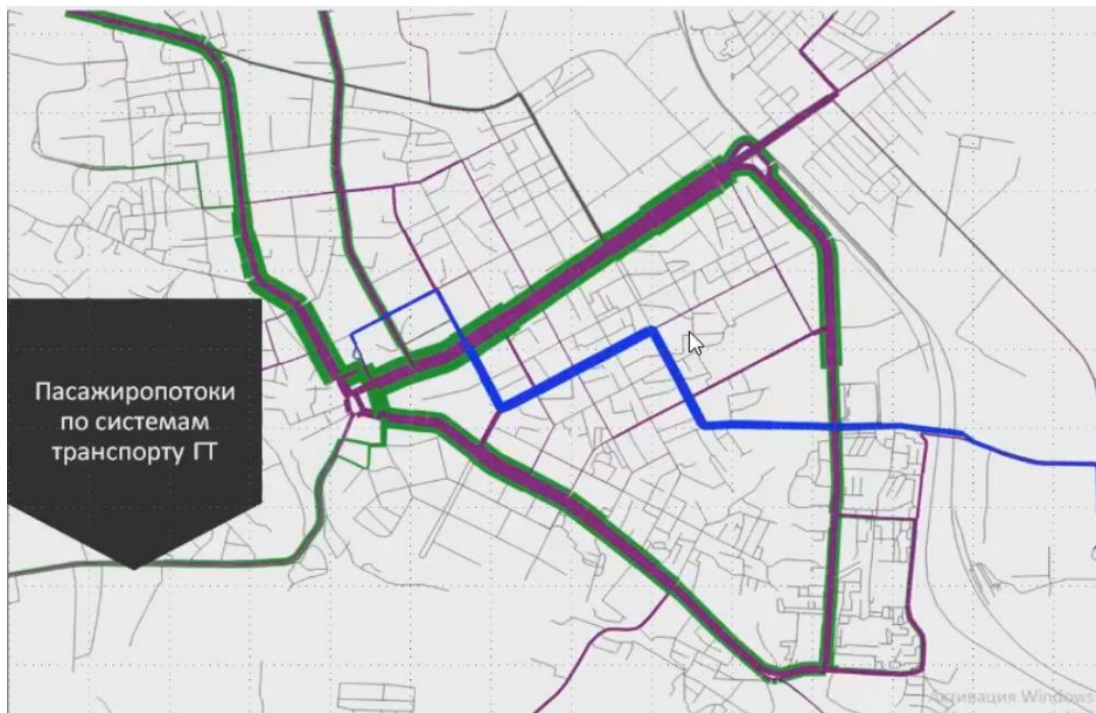 Пасажиропотоки
по системам
транспорту ГТ
Активация Windows